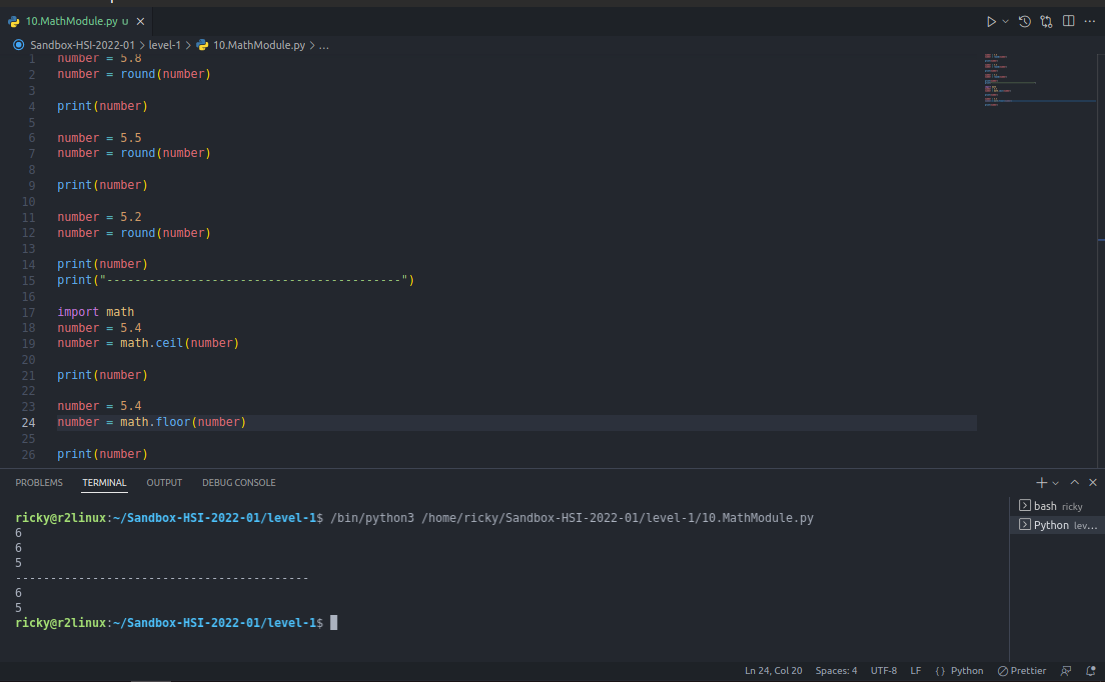 10.MathModule.py U
Sandbox-HSI-2022-01 > level-1 > 10.MathModule.py > ...
1 number = 5.8
2 number = round(number)
3
4 print(number)
5
6 number = 5.5
7 number = round(number)
8
9 print(number)
10
11 number = 5.2
12 number = round(number)
13
14 print(number)
15 print("------------------------------------------")
16
17 import math
18 number = 5.4
19 number = math.ceil(number)
20
21 print(number)
22
23 number = 5.4
24 number = math.floor(number)
25
26 print(number)
PROBLEMS TERMINAL OUTPUT DEBUG CONSOLE
ricky@r2linux:~/Sandbox-HSI-2022-01/level-1$ /bin/python3 /home/ricky/Sandbox-HSI-2022-01/level-1/10.MathModule.py
6
6
5
------------------------------------------
6
5
ricky@r2linux:~/Sandbox-HSI-2022-01/level-1$
bash ricky
Python lev...
Ln 24, Col 20 Spaces: 4 UTF-8 LF {} Python Prettier